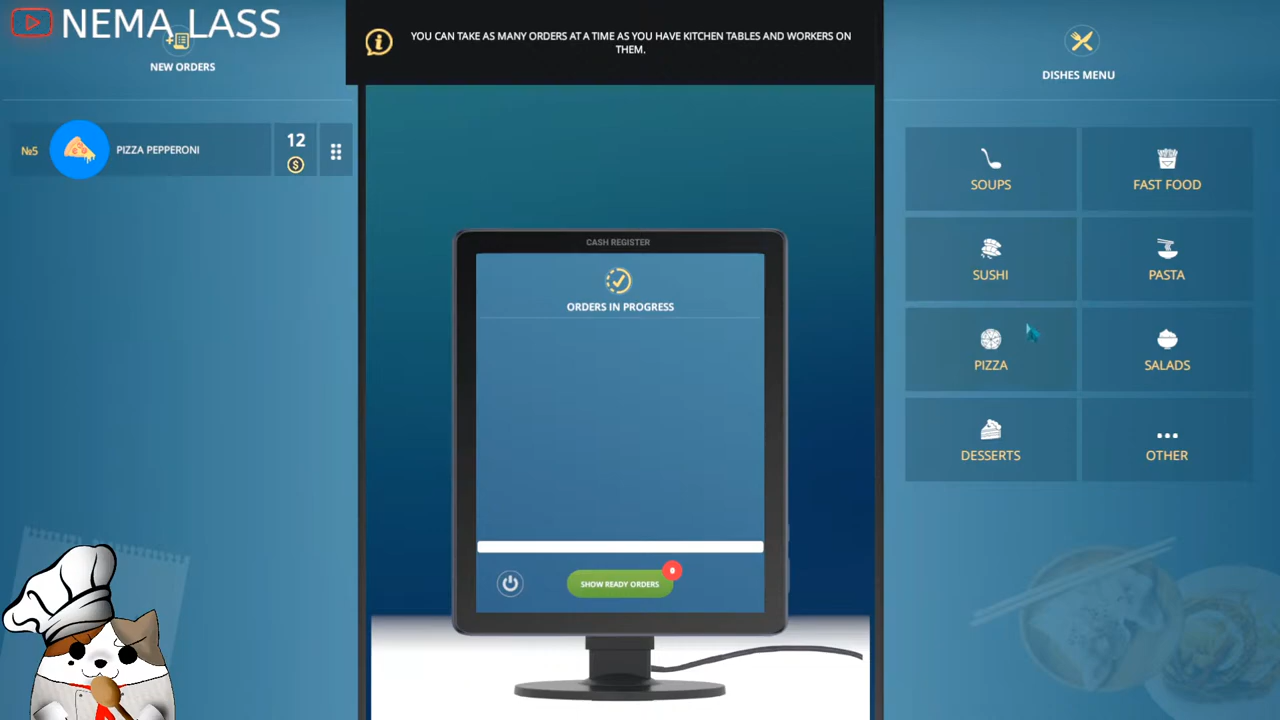 NEMA LASS
NEW ORDERS
№5
PIZZA PEPPERONI
12
YOU CAN TAKE AS MANY ORDERS AT A TIME AS YOU HAVE KITCHEN TABLES AND WORKERS ON
THEM.
CASH REGISTER
ORDERS IN PROGRESS
SHOW READY ORDERS
0
DISHES MENU
SOUPS
FAST FOOD
SUSHI
PASTA
PIZZA
SALADS
DESSERTS
OTHER